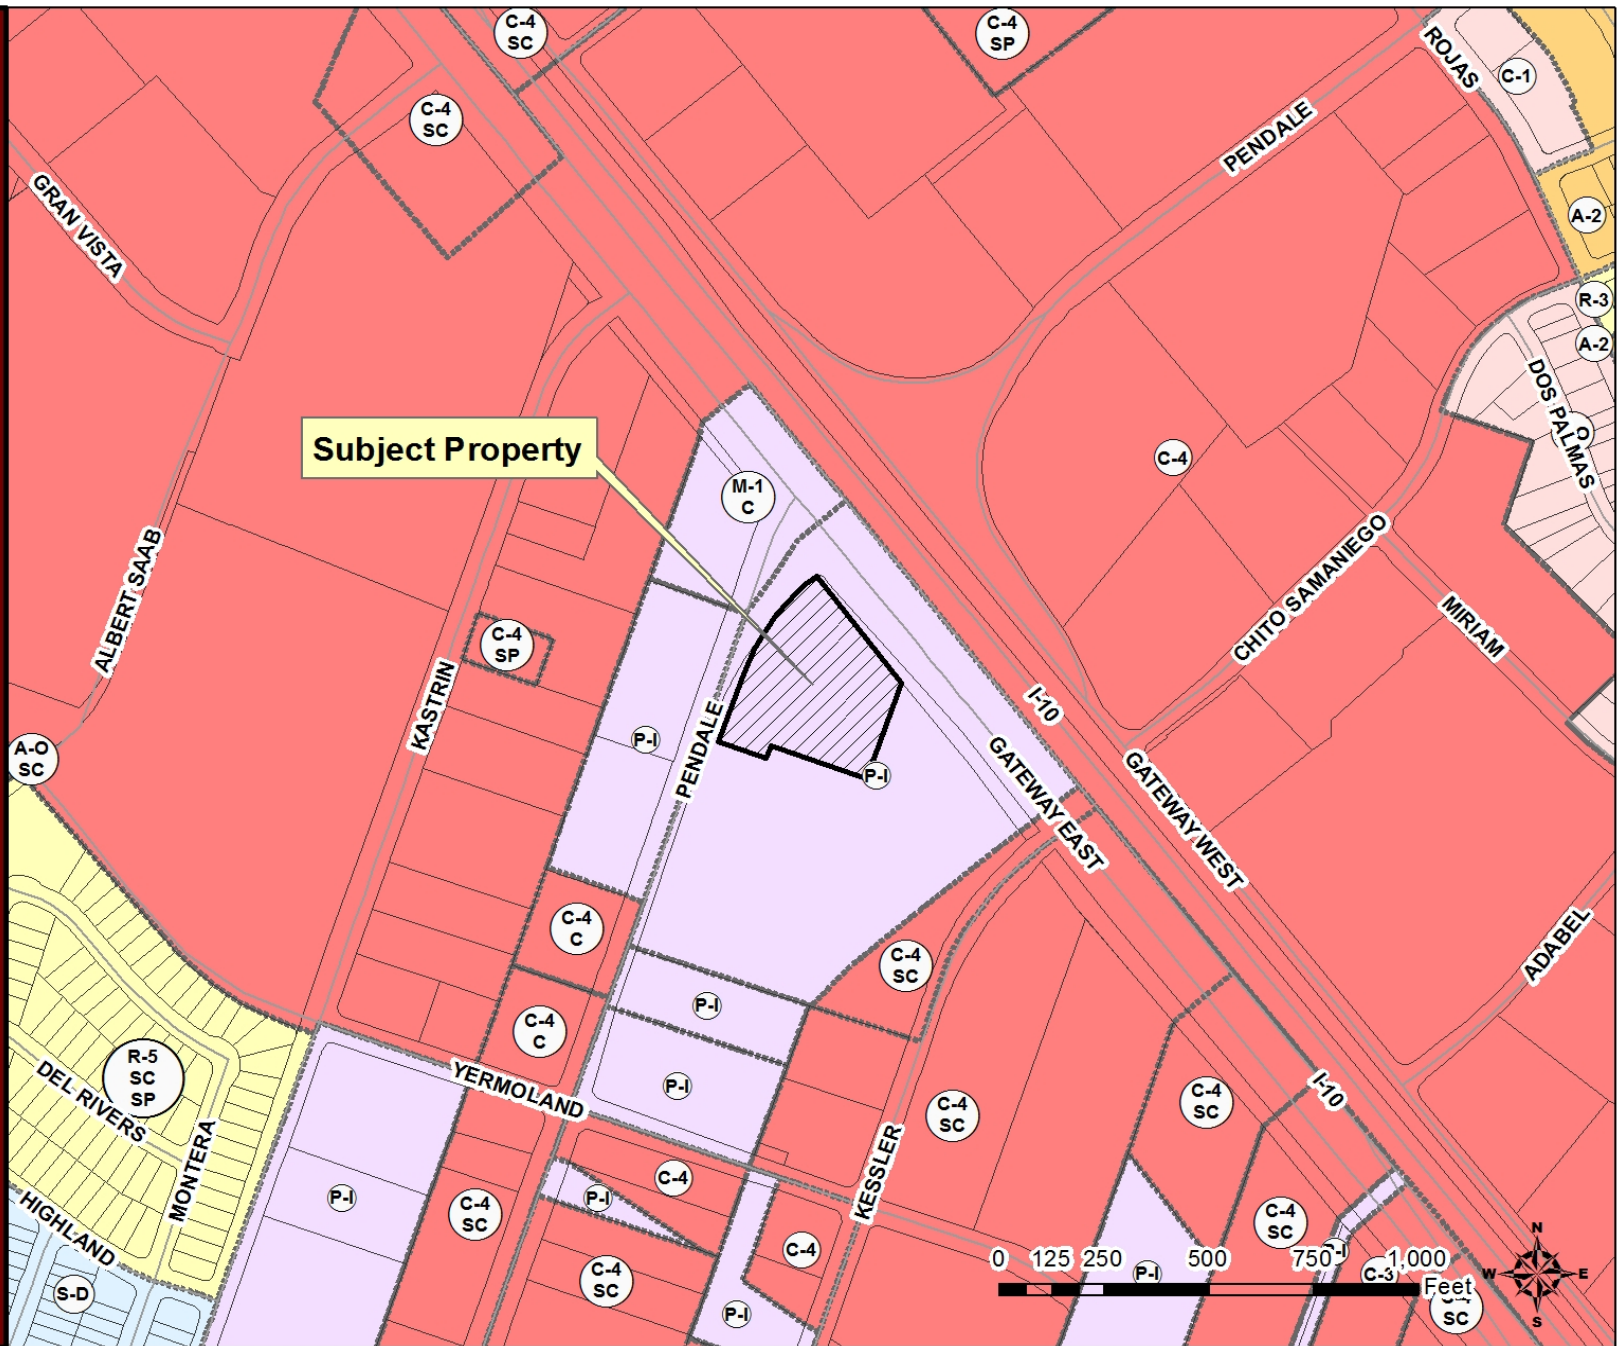 C-4
SC
C-4
SP
ROJAS
C-1
C-4
SC
PENDALE
GRAN VISTA
A-2
R-3
A-2
DOS PALMAS
Subject Property
C-4
M-1
C
ALBERT SAAB
CHITO SAMANIEGO
MIRIAM
C-4
SP
KASTRIN
I-10
P-I
PENDALE
A-O
SC
P-I
GATEWAY EAST
GATEWAY WEST
C-4
C
ADABEL
C-4
SC
P-I
C-4
C
R-5
SC
SP
YERMOLAND
P-I
DEL RIVERS
C-4
SC
C-4
SC
I-10
MONTERA
KESSLER
C-4
P-I
P-I
C-4
SC
C-4
SC
HIGHLAND
C-4
N
W
E
S
0 125 250 500 750 1,000
Feet
P-I
C-3
C-4
SC
S-D
P-I
SC